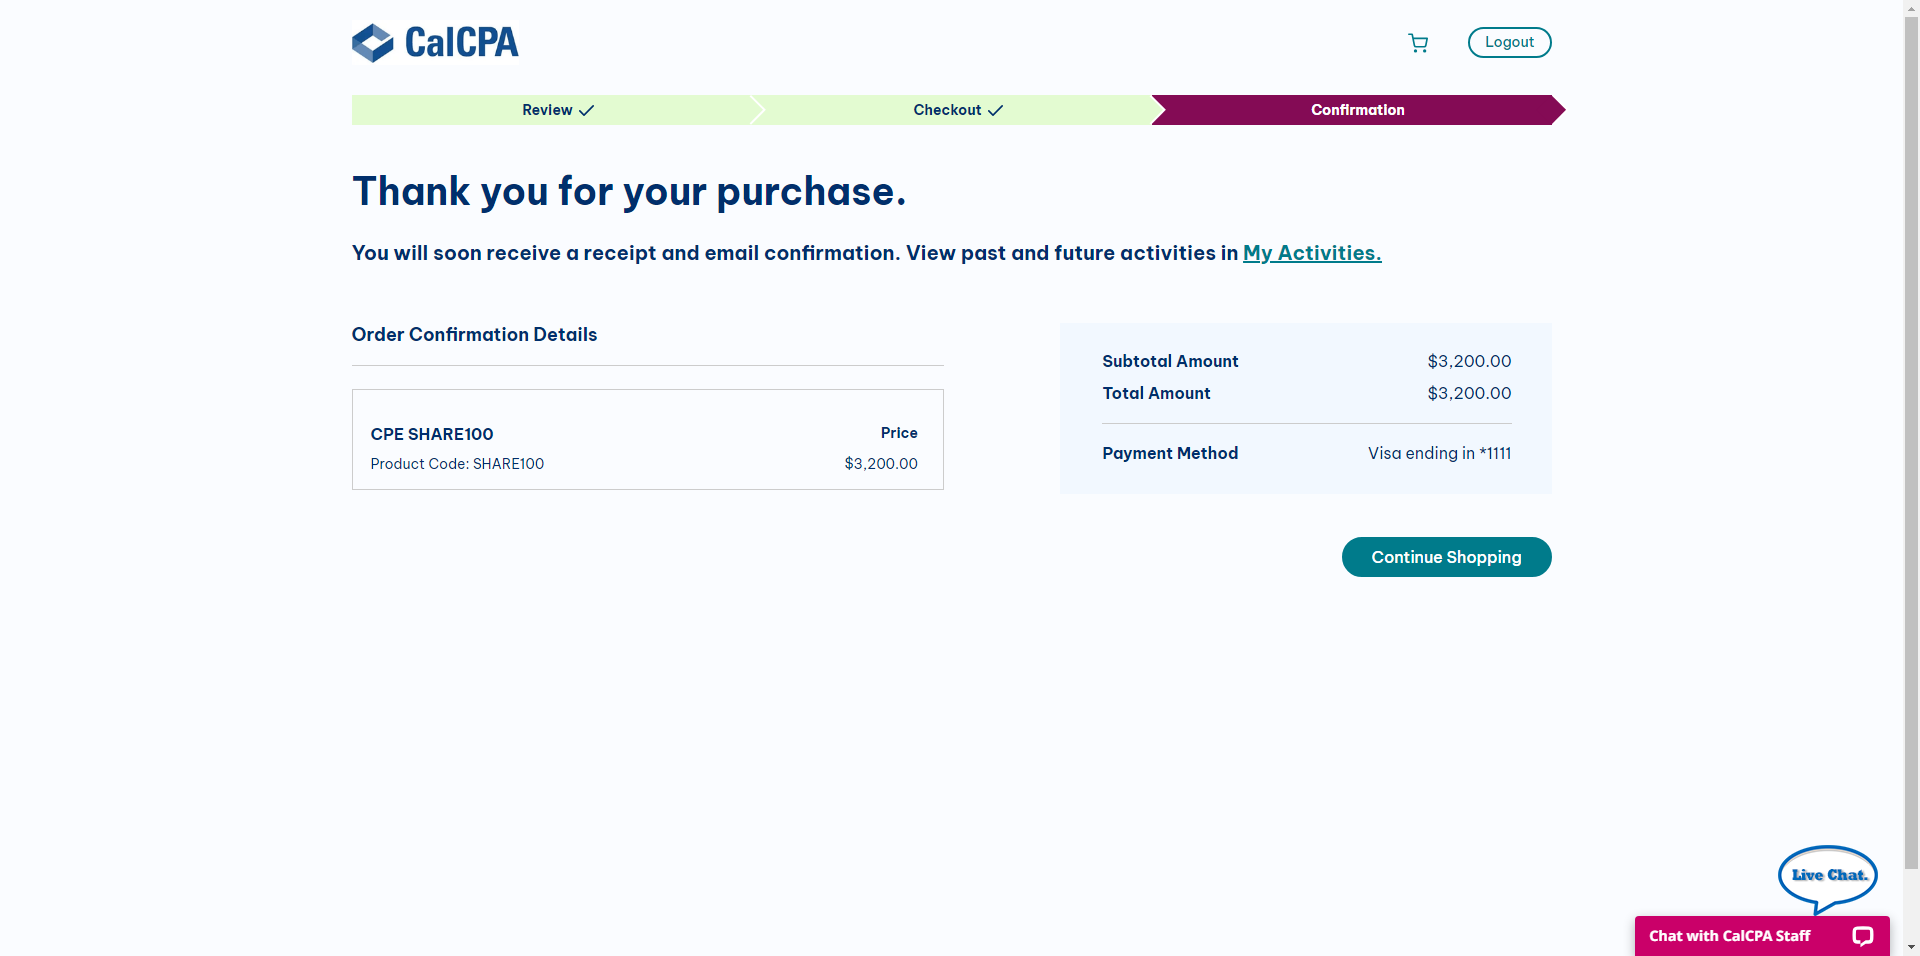 CalCPA
Logout
Review
Checkout
Confirmation
Thank you for your purchase.
You will soon receive a receipt and email confirmation. View past and future activities in My Activities.
Order Confirmation Details
CPE SHARE100
Price
Product Code: SHARE100
$3,200.00
Subtotal Amount
$3,200.00
Total Amount
$3,200.00
Payment Method
Visa ending in *1111
Continue Shopping
Live Chat.
Chat with CalCPA Staff